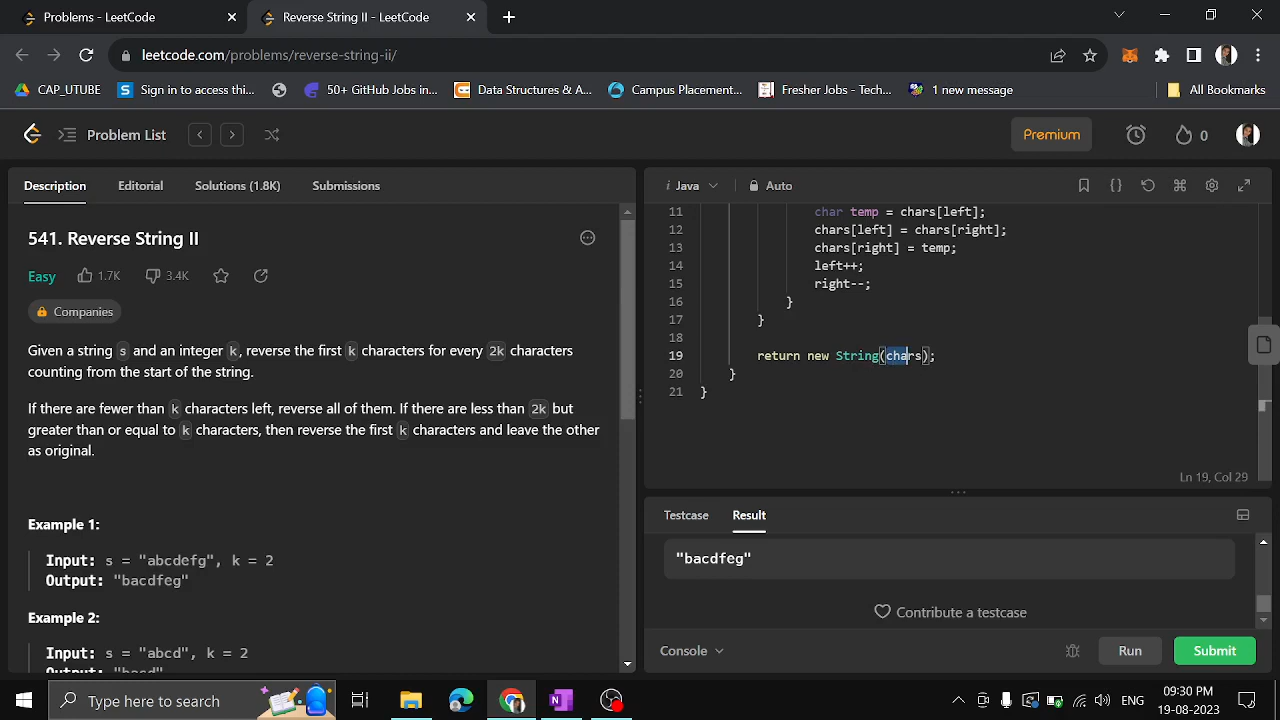 Problems - LeetCode
Reverse String II - LeetCode
leetcode.com/problems/reverse-string-ii/
CAP_UTUBE
Sign in to access thi...
50+ GitHub Jobs in...
Data Structures & A...
Campus Placement...
Fresher Jobs - Tech...
1 new message
All Bookmarks
Problem List
Premium
0
Description
Editorial
Solutions (1.8K)
Submissions
i Java
Auto
541. Reverse String II
Easy
1.7K
3.4K
Companies
Given a string s and an integer k, reverse the first k characters for every 2k characters
counting from the start of the string.
If there are fewer than k characters left, reverse all of them. If there are less than 2k but
greater than or equal to k characters, then reverse the first k characters and leave the other
as original.
Example 1:
Input: s = "abcdefg", k = 2
Output: "bacdfeg"
Example 2:
Input: s = "abcd", k = 2
Output: "bacd"
11 char temp = chars[left];
12 chars[left] = chars[right];
13 chars[right] = temp;
14 left++;
15 right--;
16 }
17 }
18
19 return new String(chars);
20 }
21 }
Ln 19, Col 29
Testcase
Result
"bacdfeg"
Contribute a testcase
Console
Run
Submit
Type here to search
ENG
09:30 PM
19-08-2023